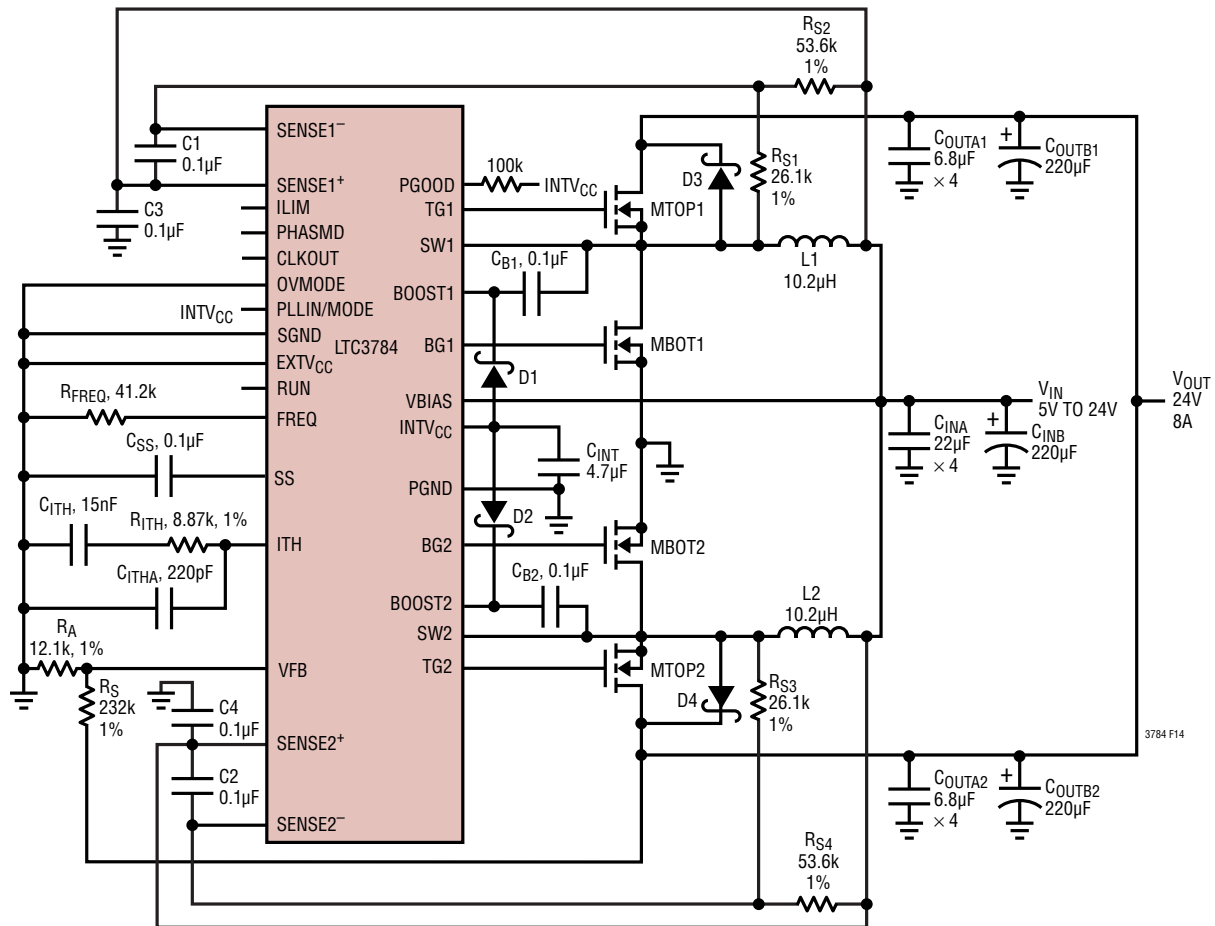 RS2
53.6k
1%
SENSE1−
C1
0.1µF
SENSE1+
C3
0.1µF
ILIM
PHASMD
CLKOUT
OVMODE
INTVCC
PLLIN/MODE
SGND
LTC3784
EXTVCC
RUN
RFREQ, 41.2k
FREQ
CSS, 0.1µF
SS
CITH, 15nF
RITH, 8.87k, 1%
ITH
CITHA, 220pF
RA
12.1k, 1%
VFB
RS
232k
1%
C4
0.1µF
SENSE2+
C2
0.1µF
SENSE2−
PGOOD
100k
INTVCC
TG1
MTOP1
D3
RS1
26.1k
1%
SW1
CB1, 0.1µF
L1
10.2µH
BOOST1
BG1
MBOT1
D1
VBIAS
INTVCC
CINT
4.7µF
PGND
D2
BG2
MBOT2
CB2, 0.1µF
BOOST2
L2
10.2µH
SW2
TG2
MTOP2
D4
RS3
26.1k
1%
COUTA1
6.8µF
× 4
+
COUTB1
220µF
VIN
5V TO 24V
CINA
22µF
× 4
+
CINB
220µF
VOUT
24V
8A
3784 F14
COUTA2
6.8µF
× 4
+
COUTB2
220µF
RS4
53.6k
1%